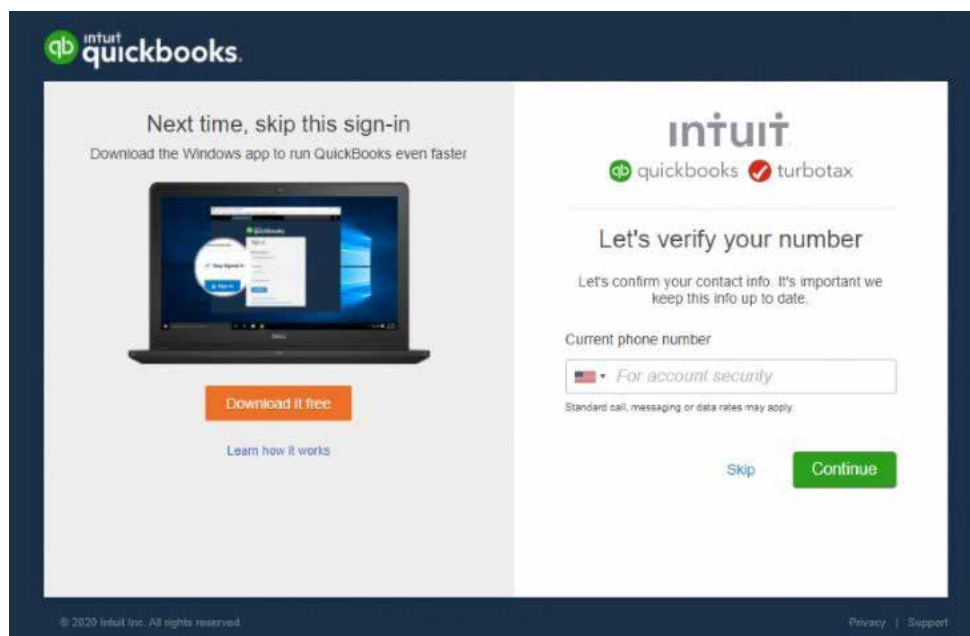 qb intuit quickbooks.
Next time, skip this sign-in
Download the Windows app to run QuickBooks even faster
Download it free
Learn how it works
intuit
qb quickbooks turbotax
Let's verify your number
Let's confirm your contact info. It's important we
keep this info up to date.
Current phone number
For account security
Standard call, messaging or data rates may apply.
Skip
Continue
© 2020 Intuit Inc. All rights reserved.
Privacy | Support